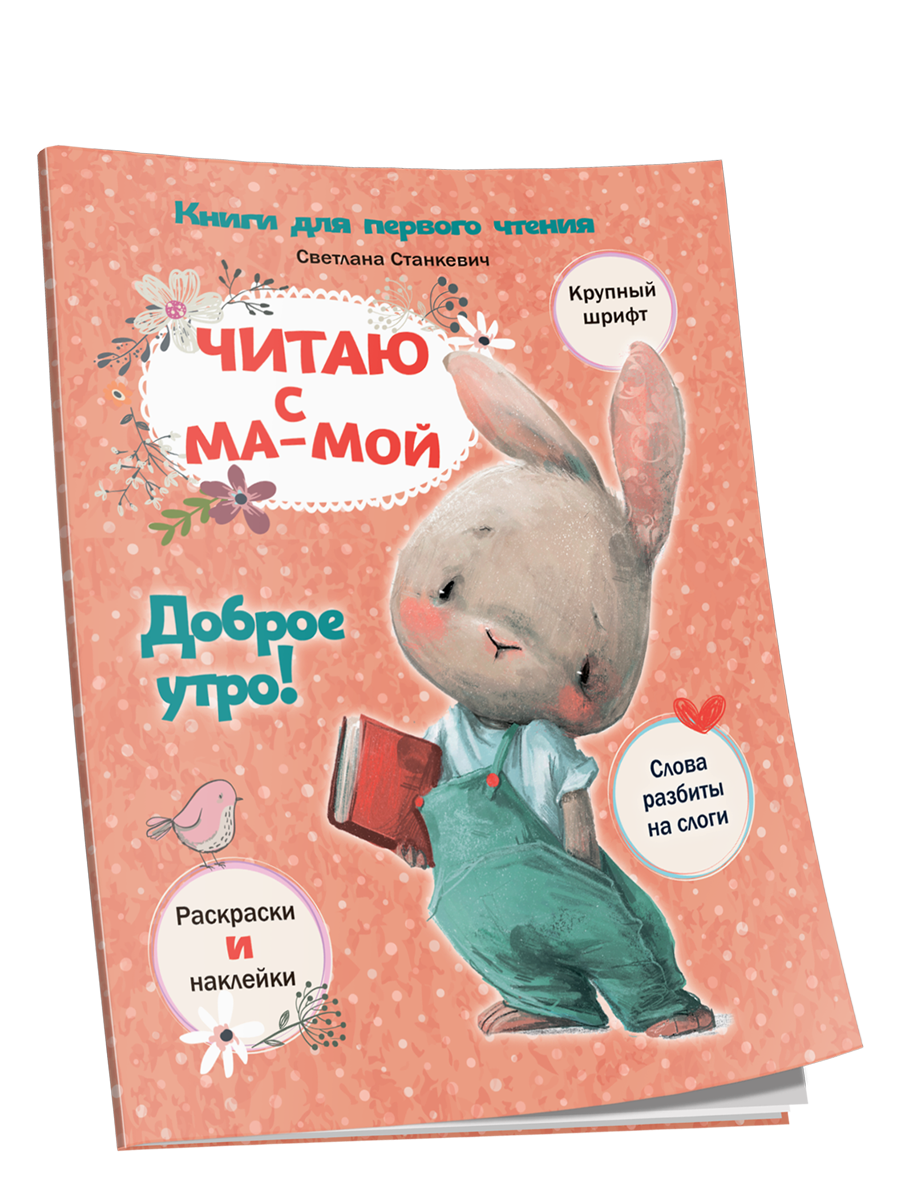 Книги для первого чтения
Светлана Станкевич
Крупный
шрифт
ЧИТАЮ
С
МА-МОЙ
Доброе
утро!
Слова
разбиты
на слоги
Раскраски
и
наклейки